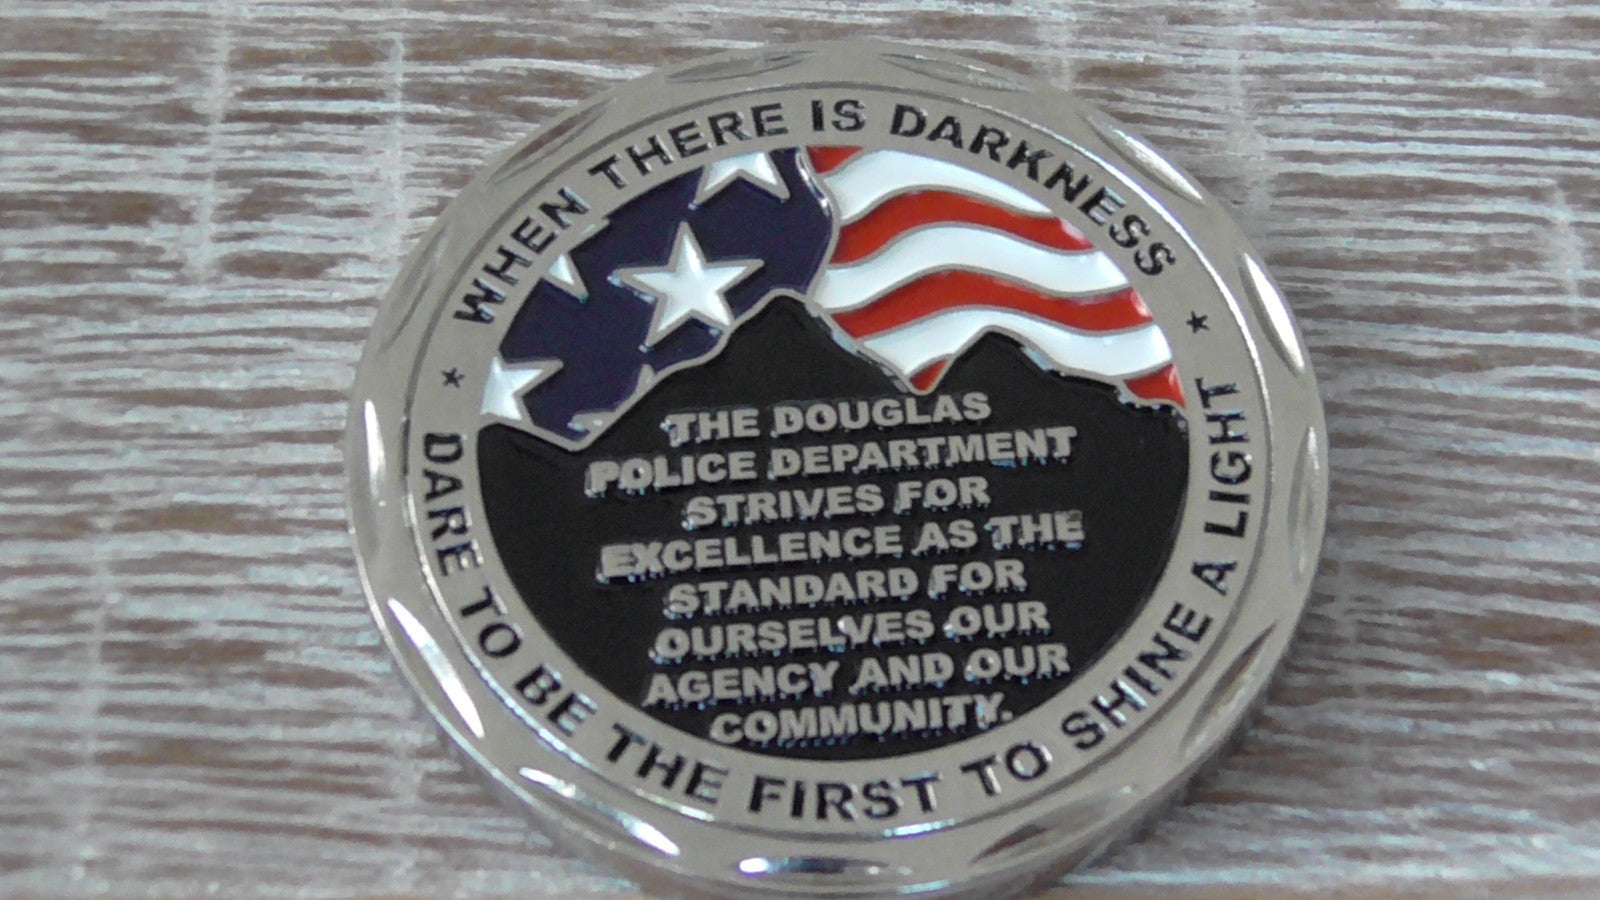 WHEN THERE IS DARKNESS
THE DOUGLAS
POLICE DEPARTMENT
STRIVES FOR
EXCELLENCE AS THE
STANDARD FOR
OURSELVES OUR
AGENCY AND OUR
COMMUNITY.
DARE TO BE THE FIRST TO SHINE A LIGHT